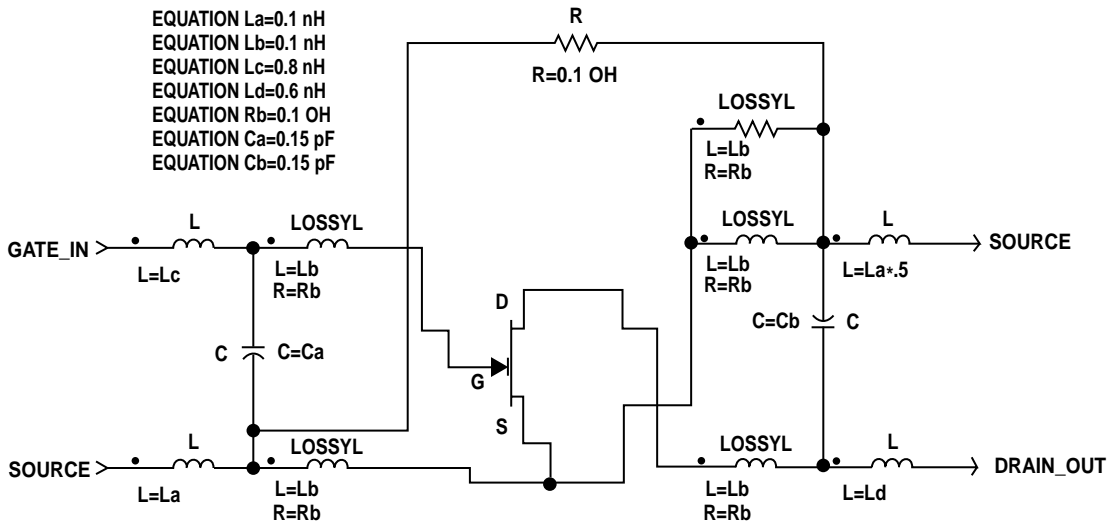 EQUATION La=0.1 nH
EQUATION Lb=0.1 nH
EQUATION Lc=0.8 nH
EQUATION Ld=0.6 nH
EQUATION Rb=0.1 OH
EQUATION Ca=0.15 pF
EQUATION Cb=0.15 pF
R
R=0.1 OH
LOSSYL
L=Lb
R=Rb
GATE_IN
L
L=Lc
LOSSYL
L=Lb
R=Rb
LOSSYL
L=Lb
R=Rb
L
L=La*.5
SOURCE
D
G
S
C
C=Ca
C=Cb
C
SOURCE
L
L=La
LOSSYL
L=Lb
R=Rb
LOSSYL
L=Lb
R=Rb
L
L=Ld
DRAIN_OUT